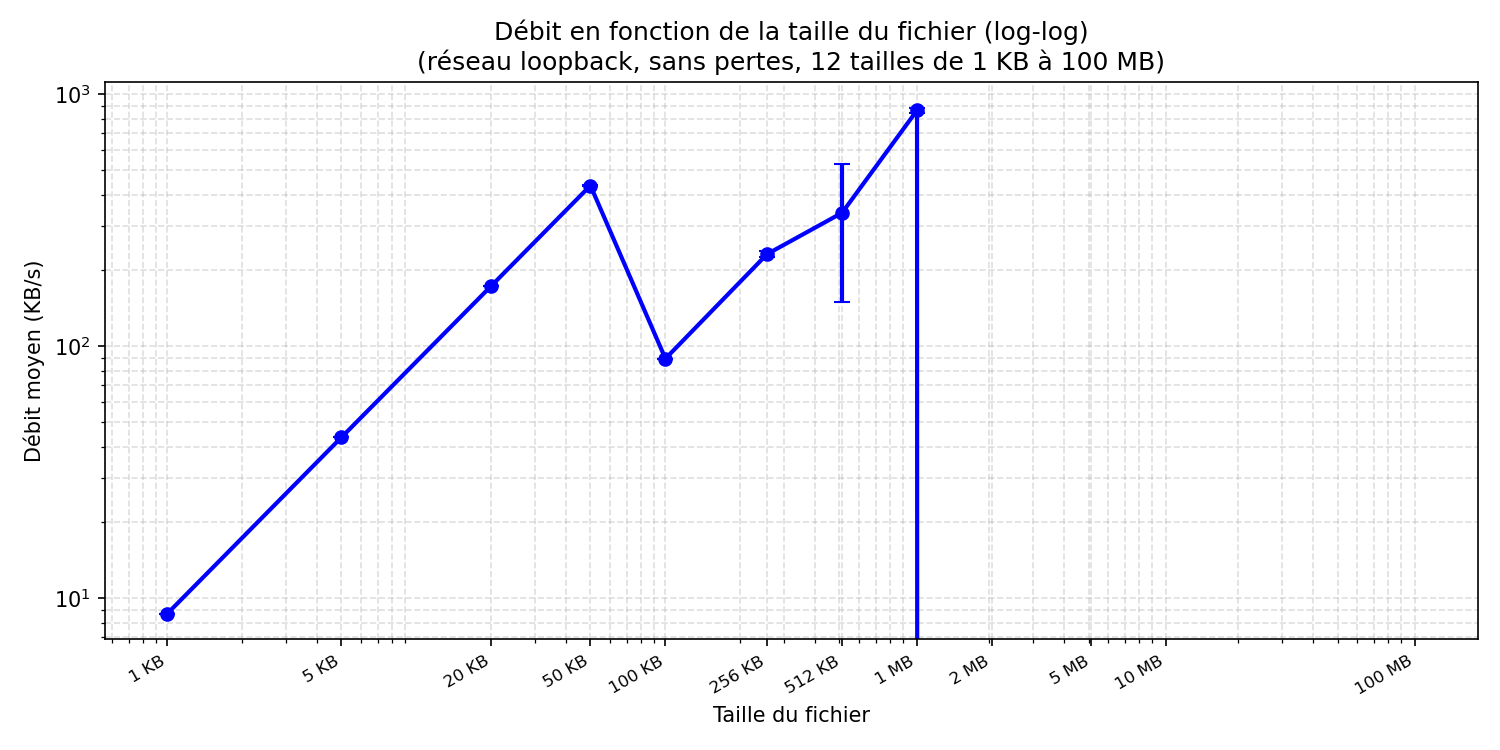 Débit en fonction de la taille du fichier (log-log)
(réseau loopback, sans pertes, 12 tailles de 1 KB à 100 MB)
Débit moyen (KB/s)
10³
10²
10¹
1 KB
5 KB
20 KB
50 KB
100 KB
256 KB
512 KB
1 MB
2 MB
5 MB
10 MB
100 MB
Taille du fichier